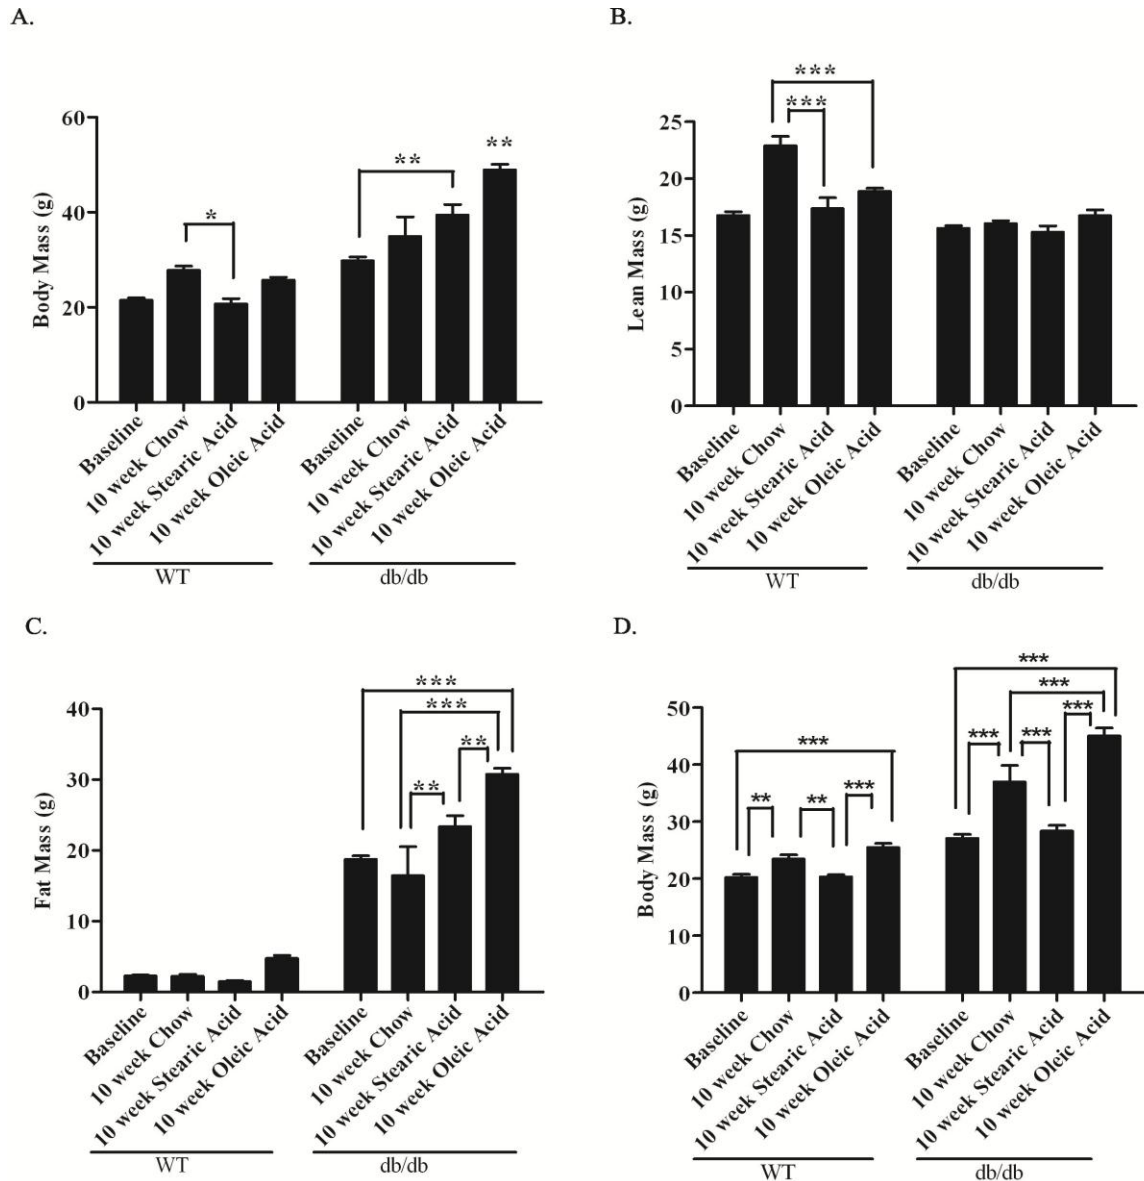 A.
**
**
*
60
40
20
0
Body Mass (g)
Baseline
10 week Chow
10 week Stearic Acid
10 week Oleic Acid
Baseline
10 week Chow
10 week Stearic Acid
10 week Oleic Acid
WT
db/db
B.
***
***
25
20
15
10
5
0
Lean Mass (g)
Baseline
10 week Chow
10 week Stearic Acid
10 week Oleic Acid
Baseline
10 week Chow
10 week Stearic Acid
10 week Oleic Acid
WT
db/db
C.
***
***
**
**
40
30
20
10
0
Fat Mass (g)
Baseline
10 week Chow
10 week Stearic Acid
10 week Oleic Acid
Baseline
10 week Chow
10 week Stearic Acid
10 week Oleic Acid
WT
db/db
D.
***
***
***
*** ***
***
** ** ***
50
40
30
20
10
0
Body Mass (g)
Baseline
10 week Chow
10 week Stearic Acid
10 week Oleic Acid
Baseline
10 week Chow
10 week Stearic Acid
10 week Oleic Acid
WT
db/db